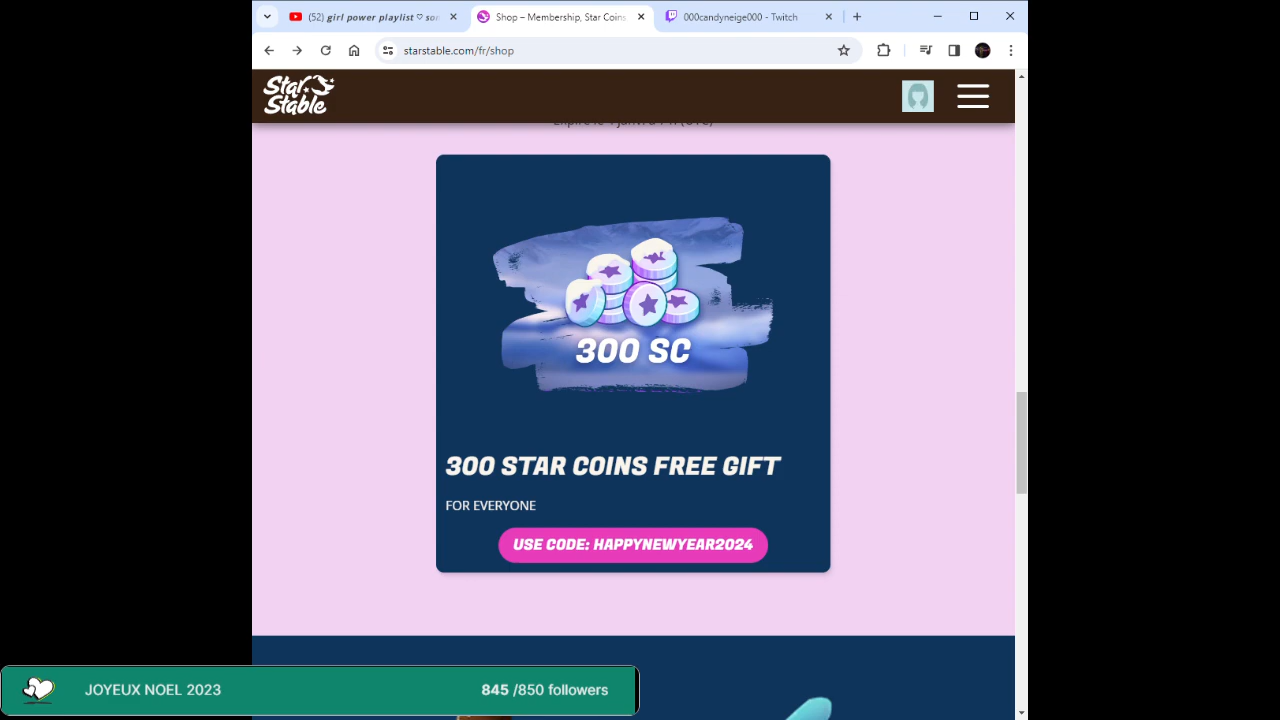 (52) girl power playlist ♡ son
Shop – Membership, Star Coins
000candyneige000 - Twitch
starstable.com/fr/shop
Star
Stable
300 SC
300 STAR COINS FREE GIFT
FOR EVERYONE
USE CODE: HAPPYNEWYEAR2024
JOYEUX NOEL 2023
845 /850 followers